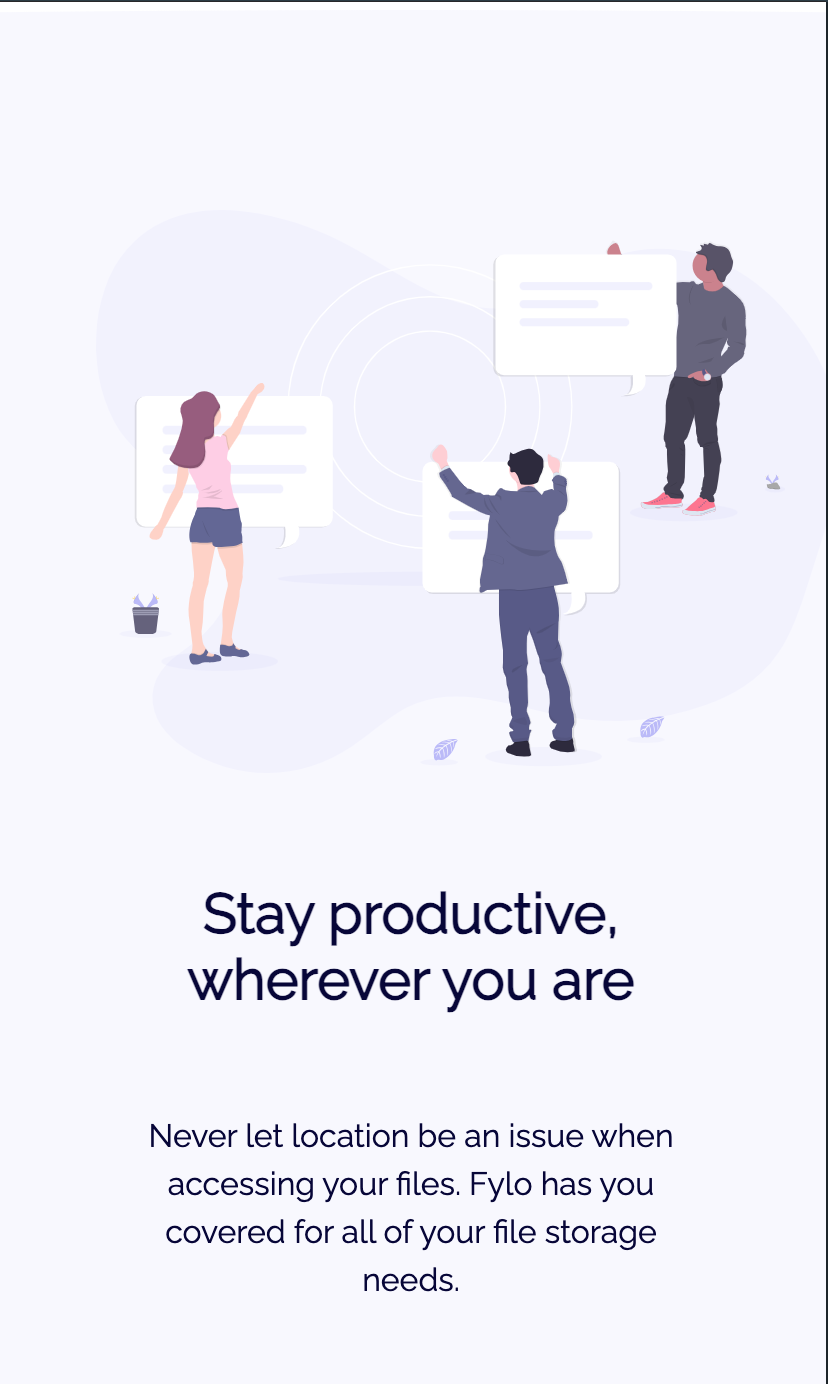 Stay productive,
wherever you are
Never let location be an issue when
accessing your files. Fylo has you
covered for all of your file storage
needs.